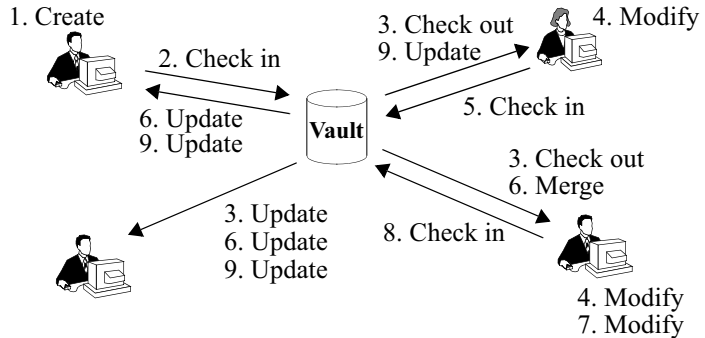 1. Create
2. Check in
3. Check out
9. Update
4. Modify
5. Check in
6. Update
9. Update
Vault
3. Check out
6. Merge
8. Check in
3. Update
6. Update
9. Update
4. Modify
7. Modify